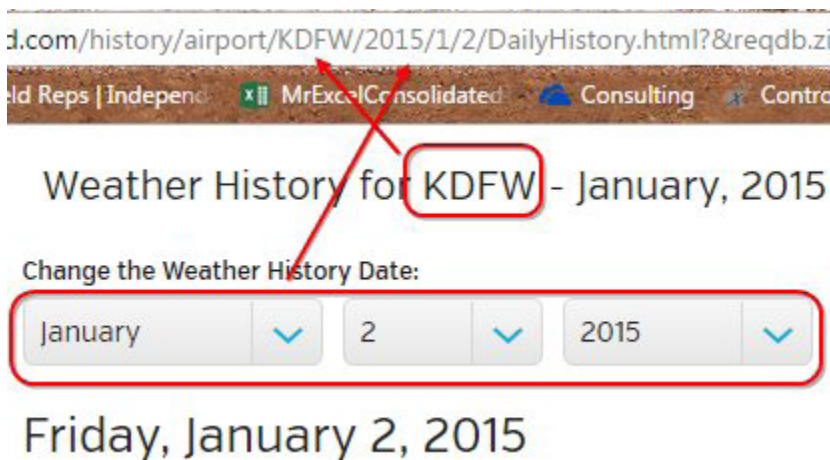 d.com/history/airport/KDFW/2015/1/2/DailyHistory.html?&reqdb.zi
eld Reps | Independ MrExcelConsolidated Consulting Contro
Weather History for KDFW - January, 2015
Change the Weather History Date:
January 2 2015
Friday, January 2, 2015